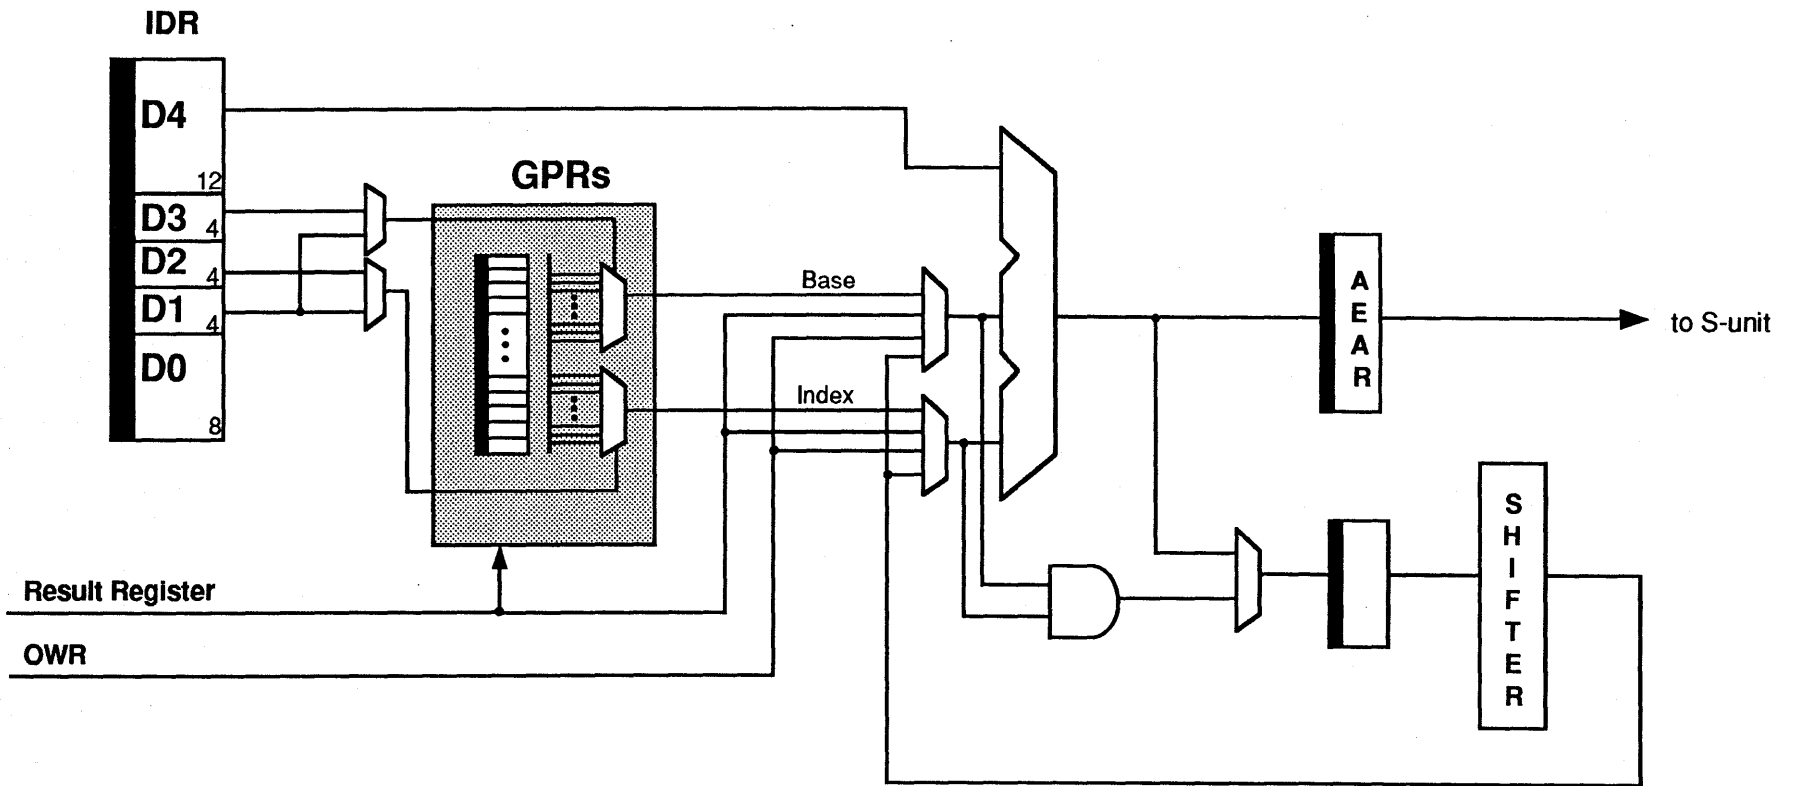 IDR
D4
12
D3
4
D2
4
D1
4
D0
8
GPRs
Base
Index
Result Register
OWR
AEAR
to S-unit
SHIFTER